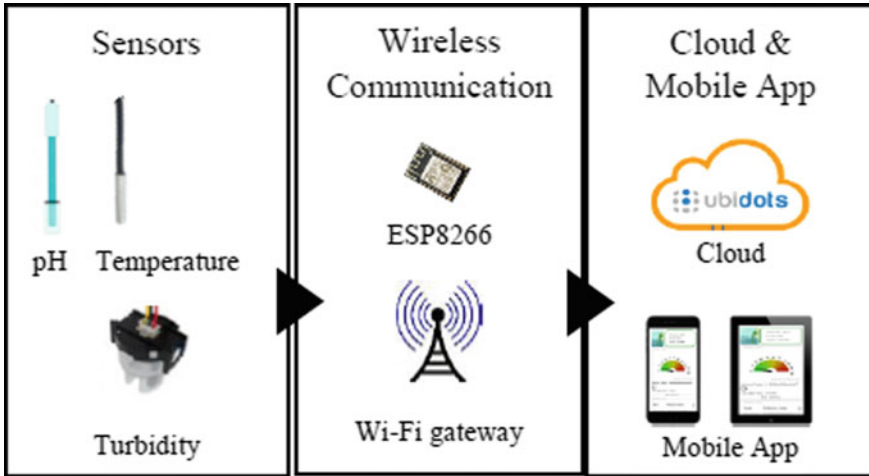 Sensors
pH Temperature
Turbidity
Wireless
Communication
ESP8266
Wi-Fi gateway
Cloud &
Mobile App
ubidots
Cloud
Mobile App